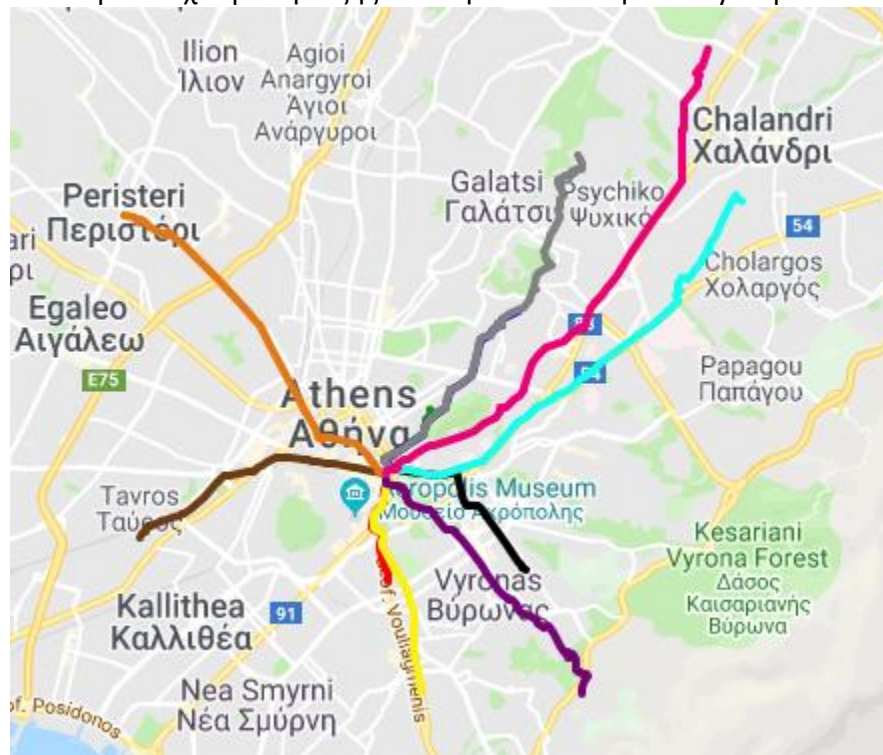 Ilion
Ίλιον
Agioi
Anargyroi
Άγιοι
Ανάργυροι
Chalandri
Χαλάνδρι
Peristeri
Περιστέρι
Galatsi
Γαλάτσι
Psychiko
Ψυχικό
54
Cholargos
Χολαργός
Egaleo
Αιγάλεω
E75
Papagou
Παπάγου
Athens
Αθήνα
Acropolis Museum
Μουσείο Ακρόπολης
Tavros
Ταύρος
Kesariani
Vyrona Forest
Δάσος
Καισαριανής
Βύρωνα
Vyronas
Βύρωνας
Kallithea
Καλλιθέα
91
Vouliagmenis
Nea Smyrni
Νέα Σμύρνη
of. Posidonos